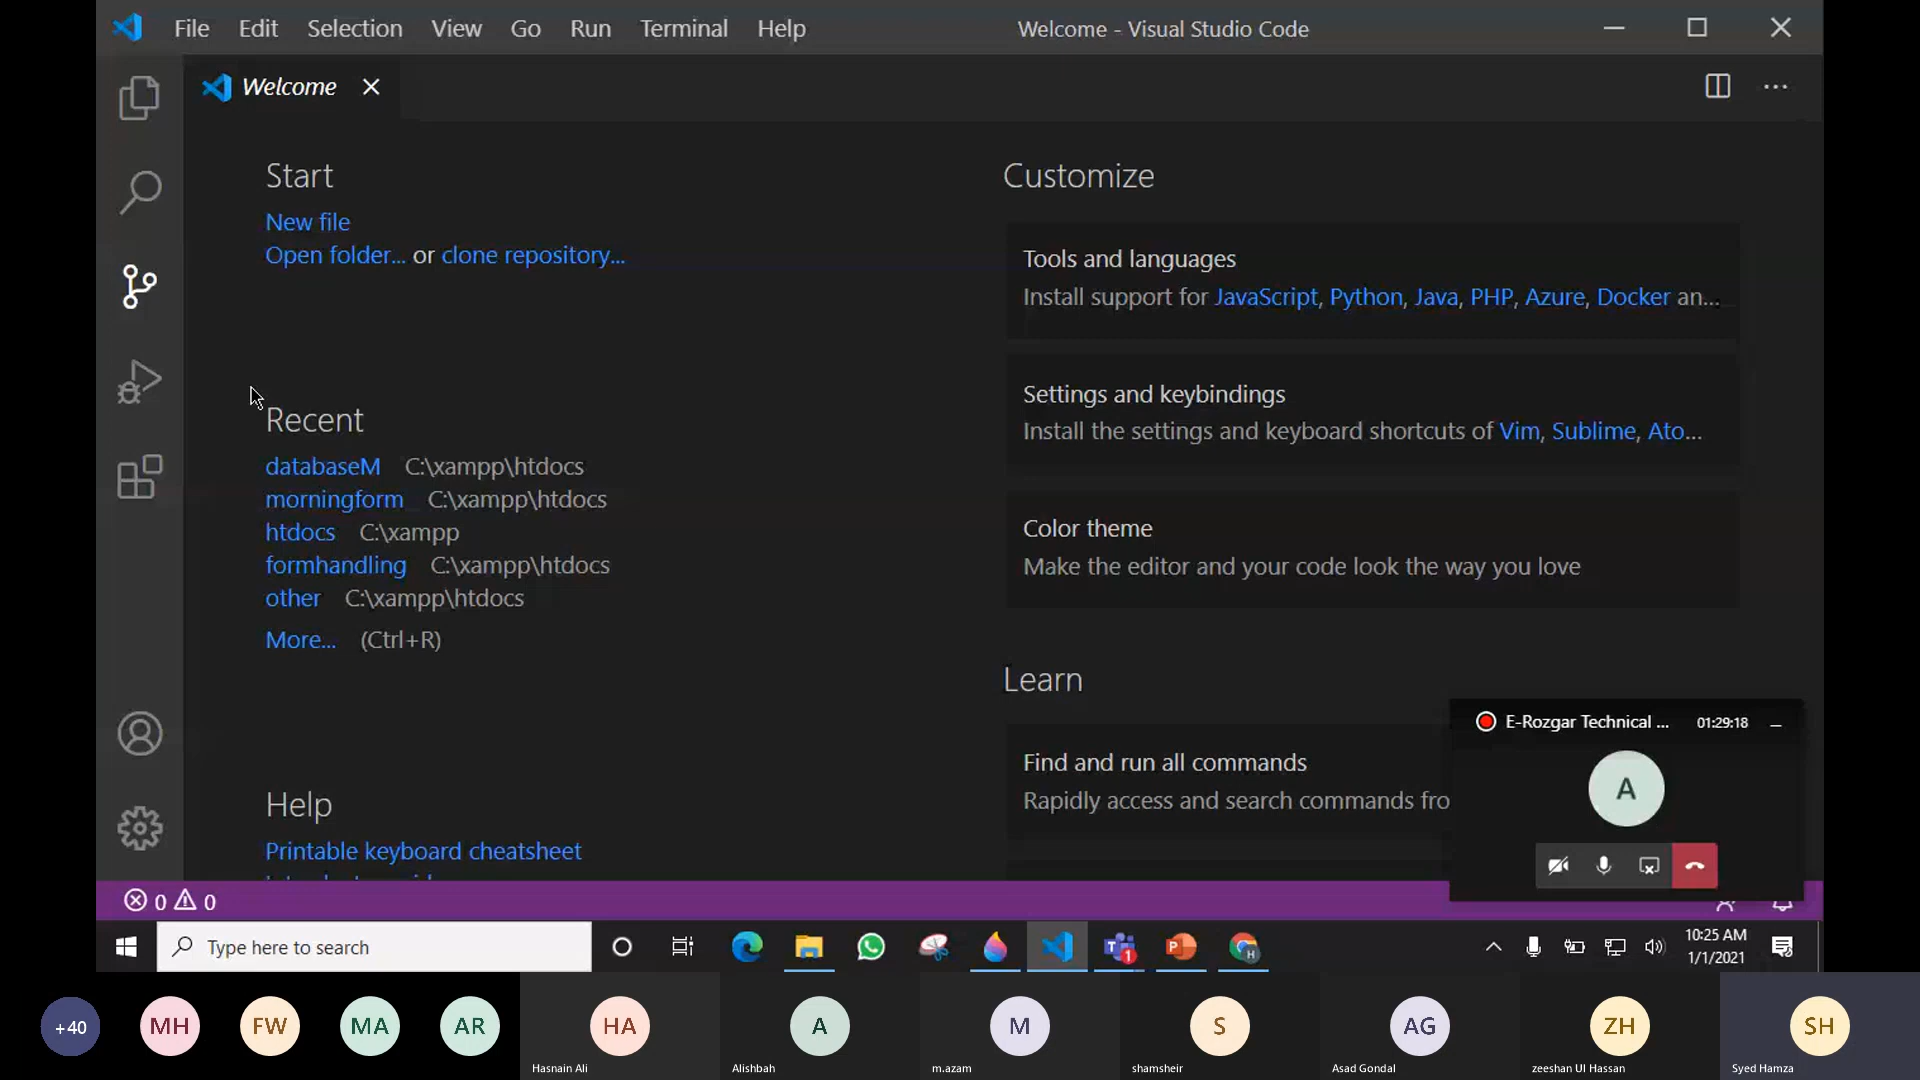 File Edit Selection View Go Run Terminal Help
Welcome - Visual Studio Code
Welcome
Start
New file
Open folder... or clone repository...
Recent
databaseM C:\xampp\htdocs
morningform C:\xampp\htdocs
htdocs C:\xampp
formhandling C:\xampp\htdocs
other C:\xampp\htdocs
More... (Ctrl+R)
Help
Printable keyboard cheatsheet
Customize
Tools and languages
Install support for JavaScript, Python, Java, PHP, Azure, Docker an...
Settings and keybindings
Install the settings and keyboard shortcuts of Vim, Sublime, Ato...
Color theme
Make the editor and your code look the way you love
Learn
Find and run all commands
Rapidly access and search commands fro
E-Rozgar Technical ... 01:29:18
A
0 0
Type here to search
1
H
10:25 AM
1/1/2021
+40 MH FW MA AR HA A M S AG ZH SH
Hasnain Ali Alishbah m.azam shamsheir Asad Gondal zeeshan Ul Hassan Syed Hamza